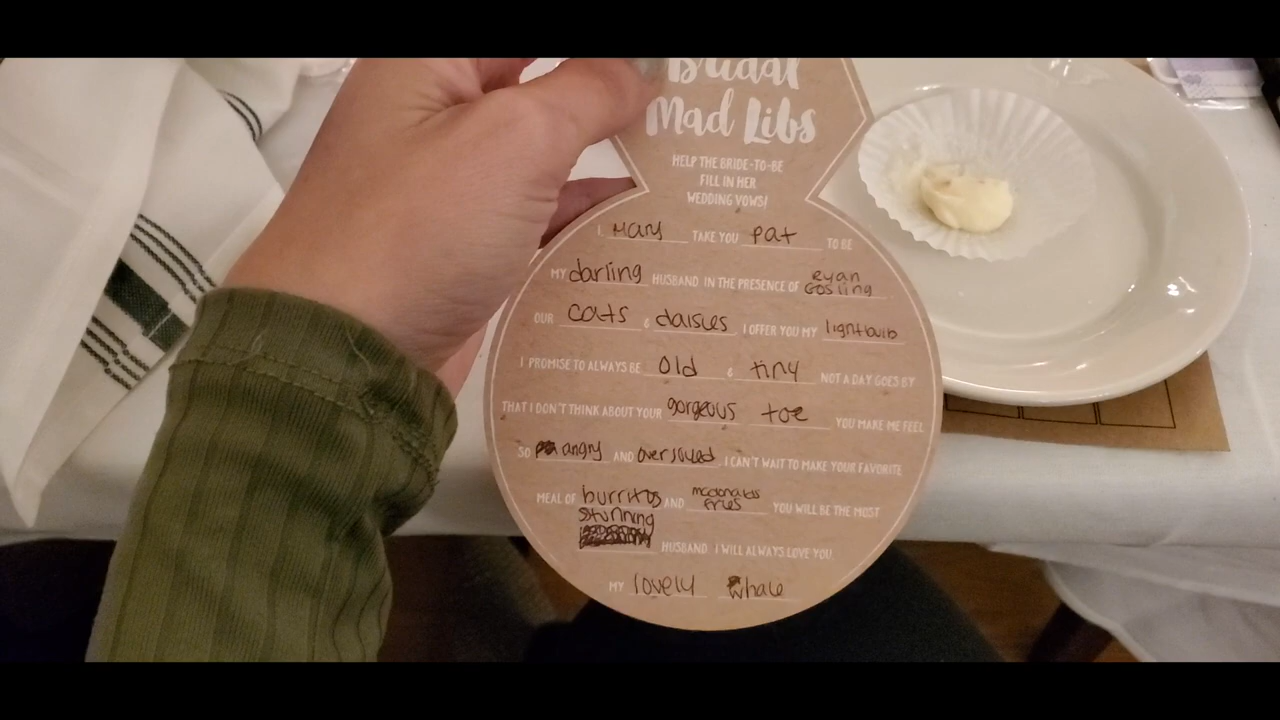 Bridal
Mad Libs
HELP THE BRIDE-TO-BE
FILL IN HER
WEDDING VOWS!
I, Mary TAKE YOU Pat TO BE
MY darling HUSBAND IN THE PRESENCE OF Ryan Gosling
OUR cats & daisies I OFFER YOU MY lightbulb
I PROMISE TO ALWAYS BE old & tiny NOT A DAY GOES BY
THAT I DON'T THINK ABOUT YOUR gorgeous toe YOU MAKE ME FEEL
SO angry AND overjoyed I CAN'T WAIT TO MAKE YOUR FAVORITE
MEAL OF burritos AND mcdonalds fries YOU WILL BE THE MOST
stunning HUSBAND. I WILL ALWAYS LOVE YOU
MY lovely whale